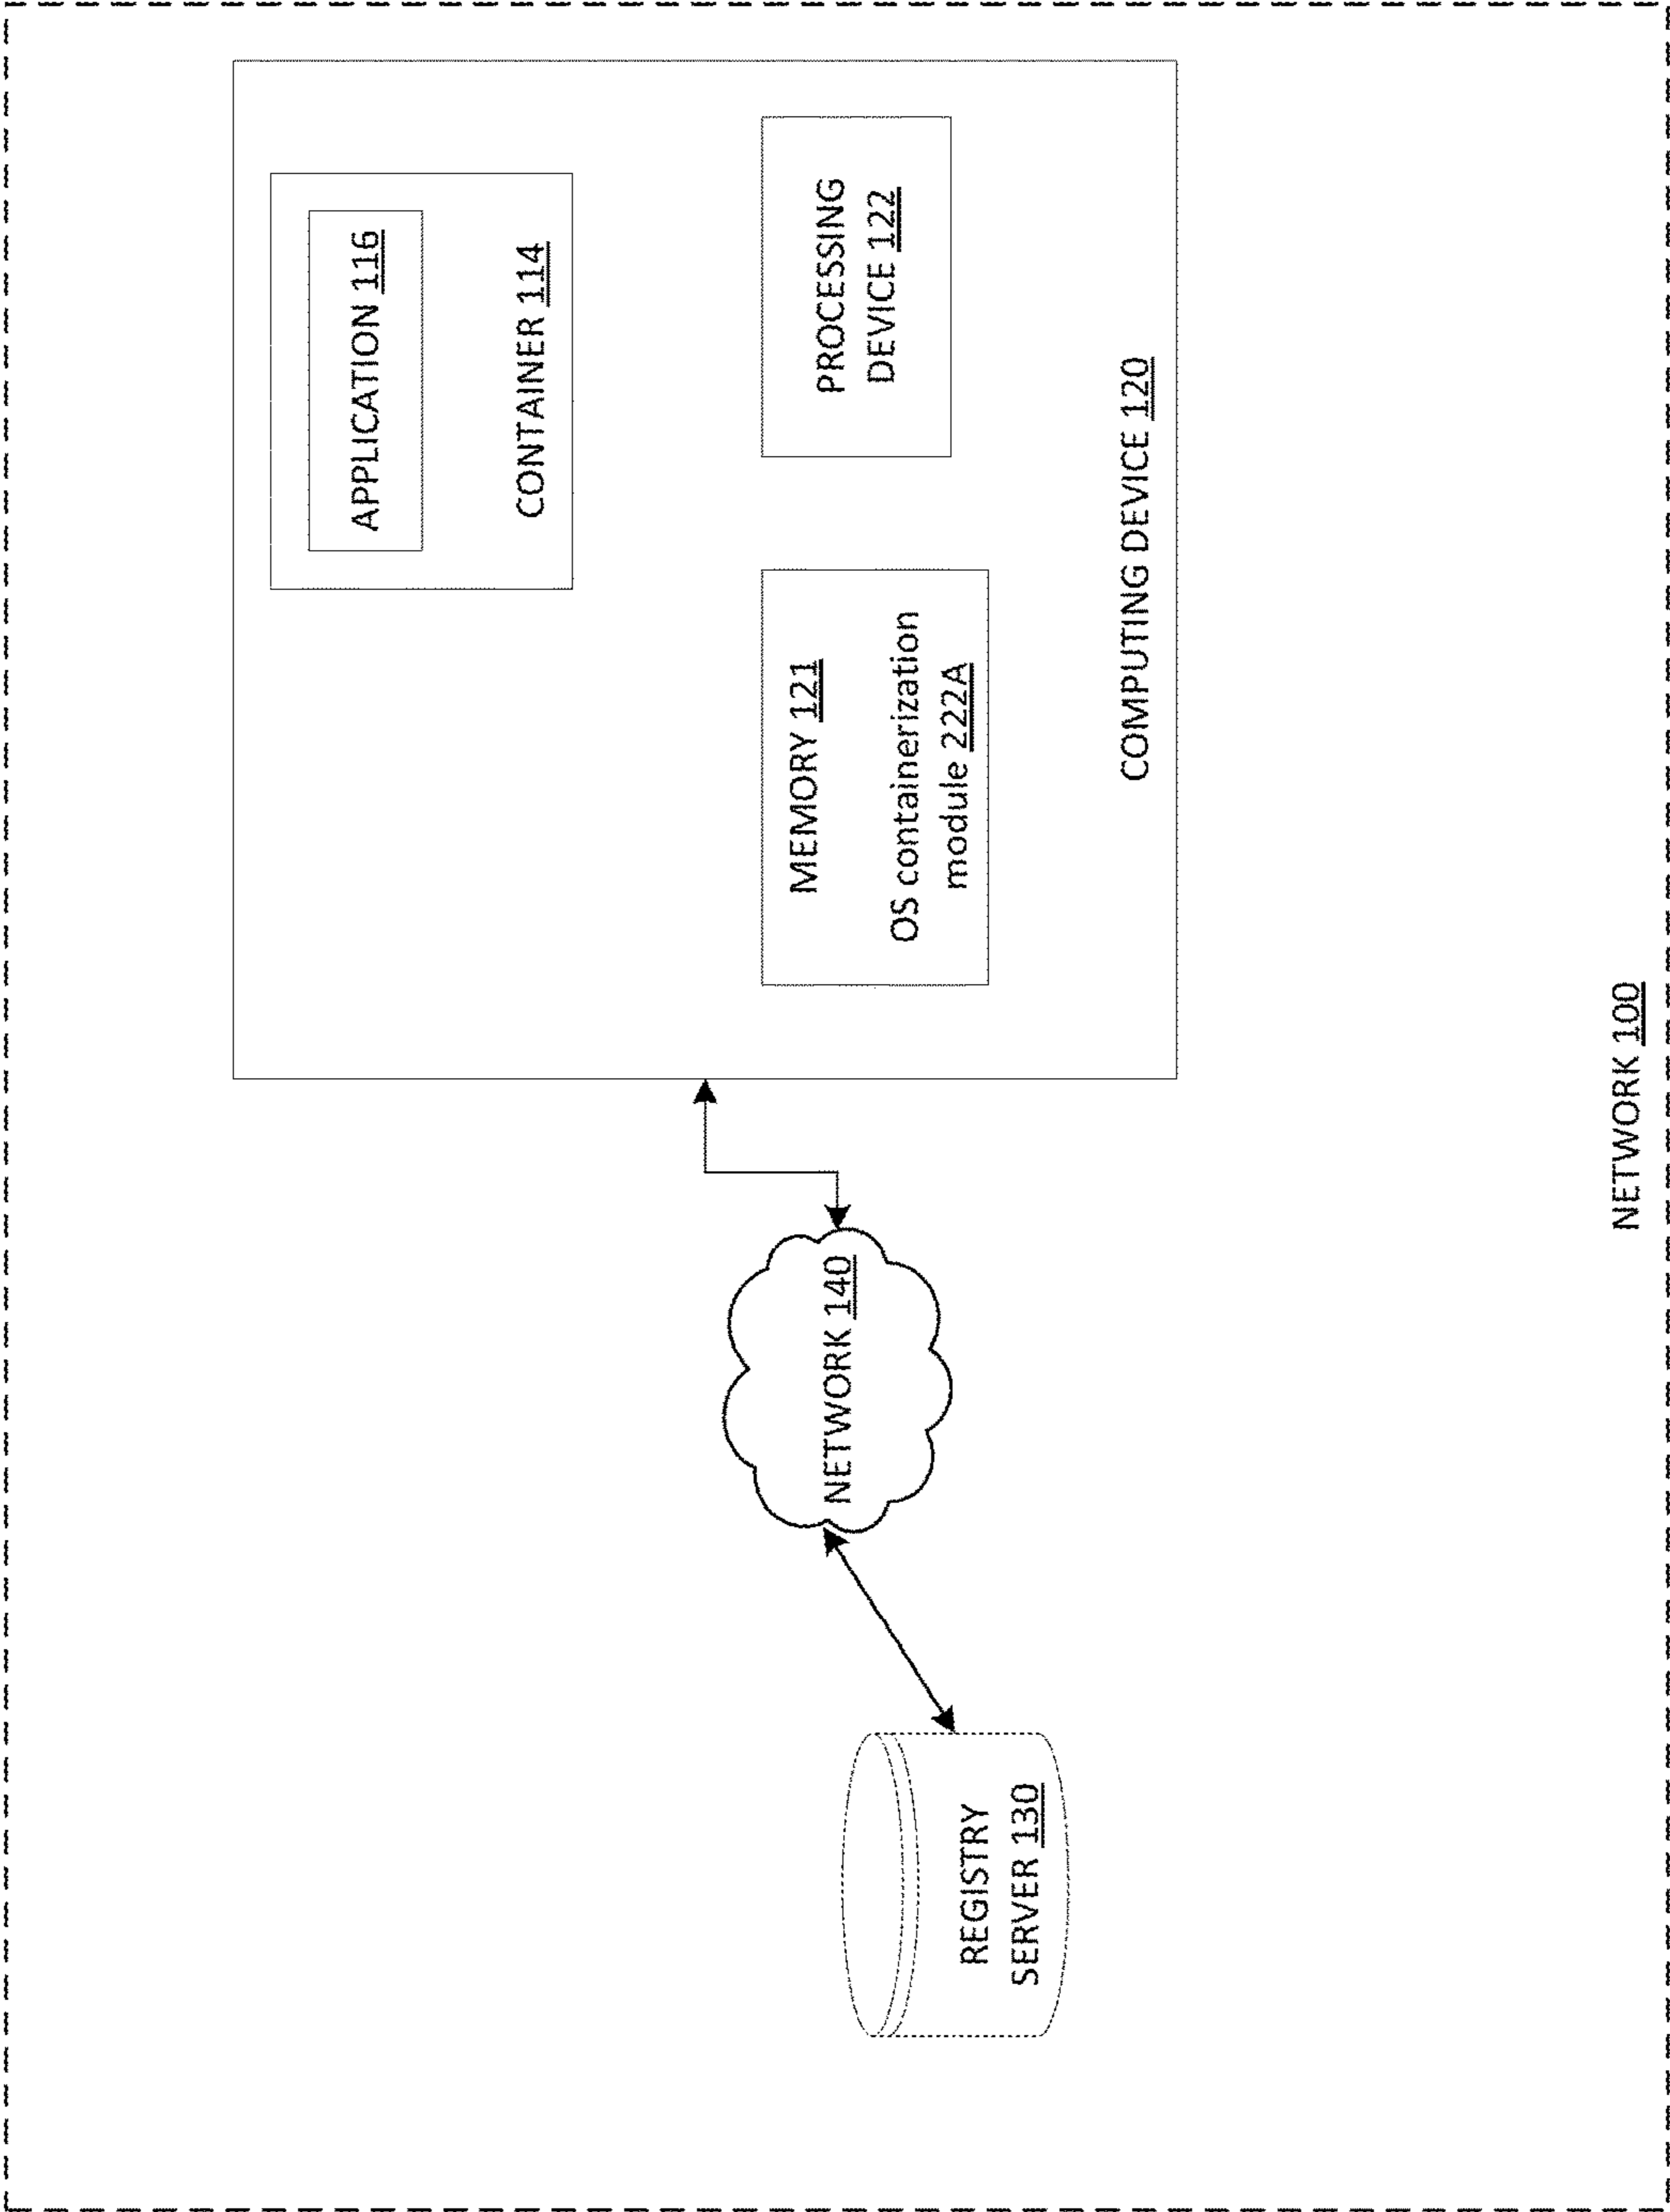 APPLICATION 116
CONTAINER 114
MEMORY 121
OS containerization
module 222A
PROCESSING
DEVICE 122
COMPUTING DEVICE 120
NETWORK 140
REGISTRY
SERVER 130
NETWORK 100